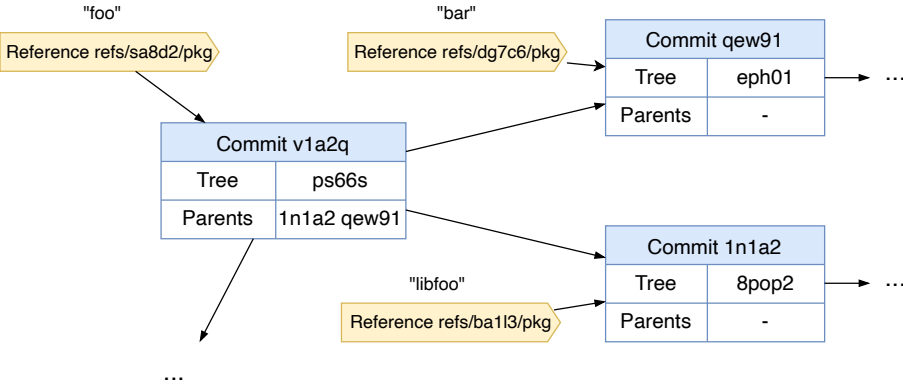 "foo"
Reference refs/sa8d2/pkg
"bar"
Reference refs/dg7c6/pkg
Commit qew91
Tree eph01
Parents -
...
Commit v1a2q
Tree ps66s
Parents 1n1a2 qew91
...
"libfoo"
Reference refs/ba1l3/pkg
Commit 1n1a2
Tree 8pop2
Parents -
...